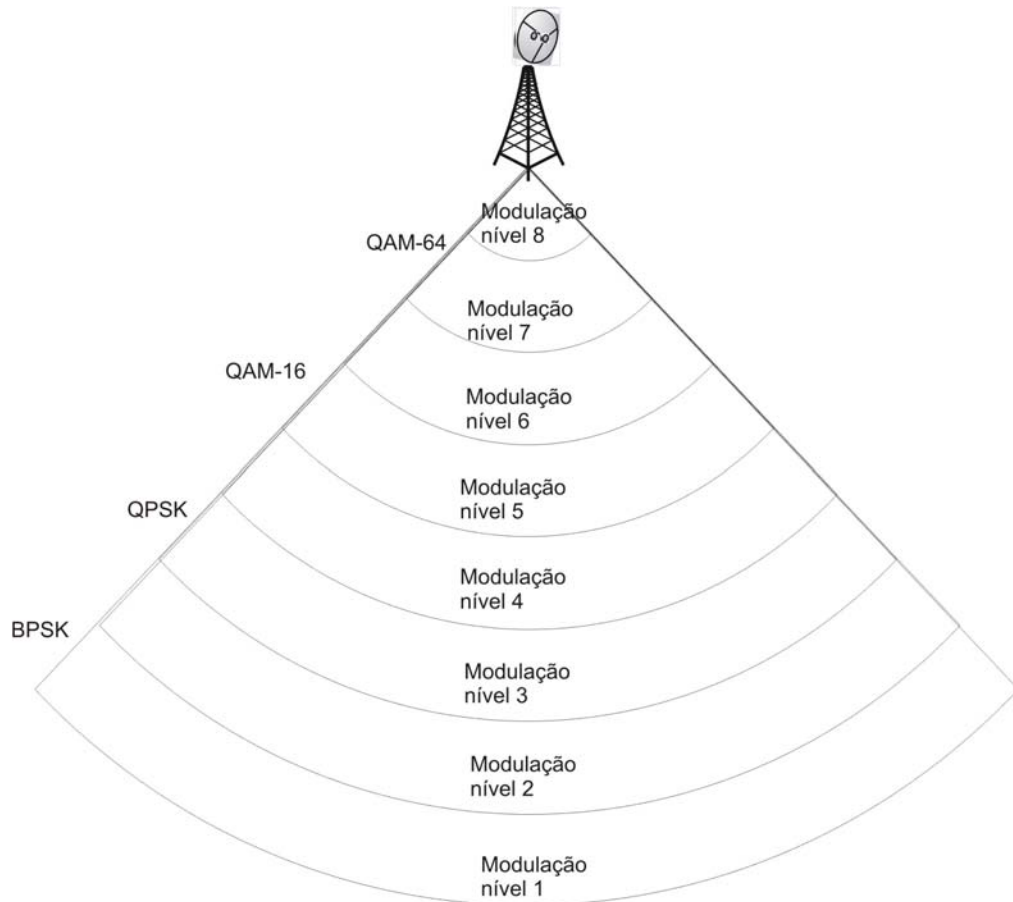 Modulação
nível 8
QAM-64
Modulação
nível 7
QAM-16
Modulação
nível 6
Modulação
nível 5
QPSK
Modulação
nível 4
BPSK
Modulação
nível 3
Modulação
nível 2
Modulação
nível 1